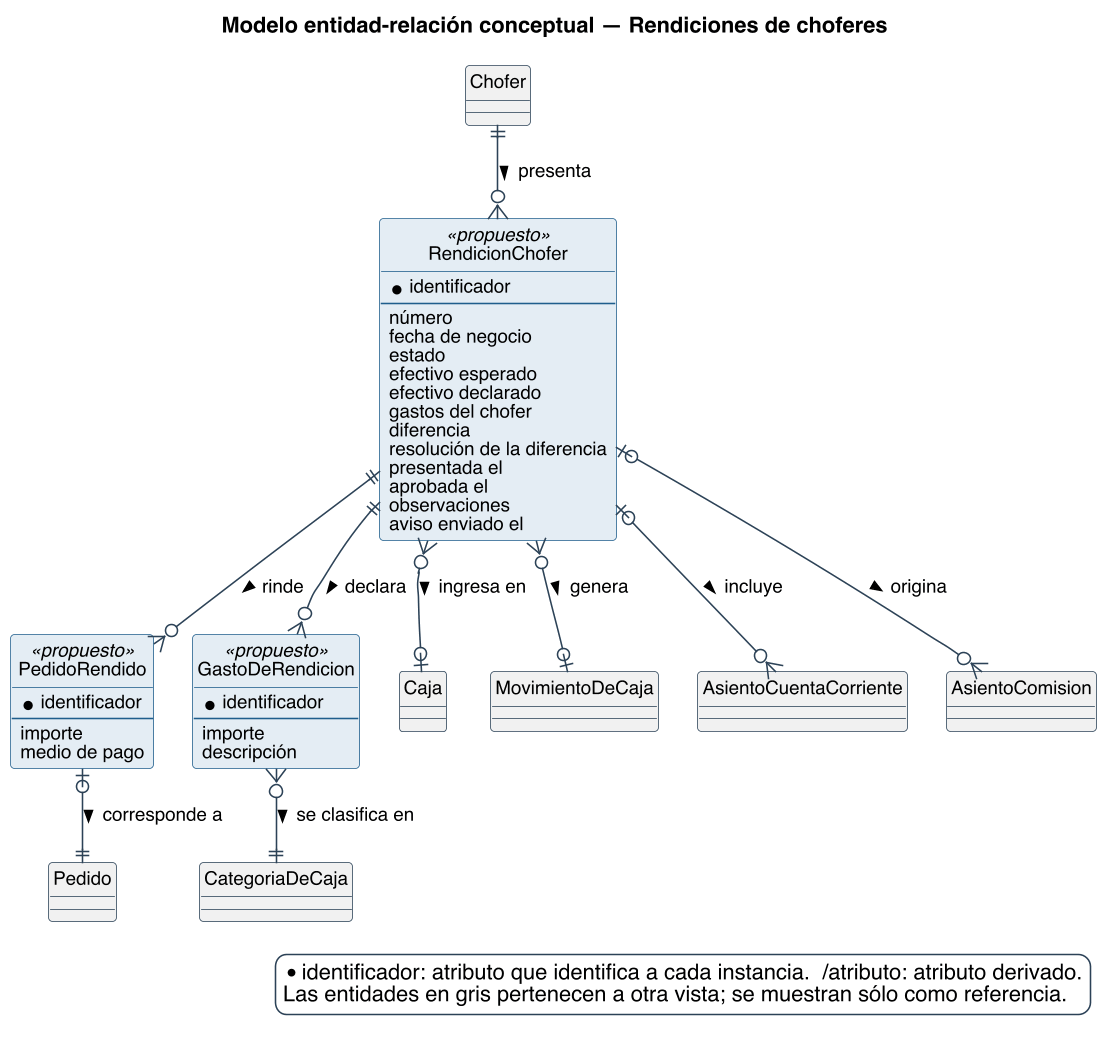 Modelo entidad-relación conceptual — Rendiciones de choferes
Chofer
presenta
«propuesto»
RendicionChofer
identificador
número
fecha de negocio
estado
efectivo esperado
efectivo declarado
gastos del chofer
diferencia
resolución de la diferencia
presentada el
aprobada el
observaciones
aviso enviado el
rinde
declara
ingresa en
genera
incluye
origina
«propuesto»
PedidoRendido
identificador
importe
medio de pago
«propuesto»
GastoDeRendicion
identificador
importe
descripción
Caja
MovimientoDeCaja
AsientoCuentaCorriente
AsientoComision
corresponde a
se clasifica en
Pedido
CategoriaDeCaja
• identificador: atributo que identifica a cada instancia.  /atributo: atributo derivado.
Las entidades en gris pertenecen a otra vista; se muestran sólo como referencia.